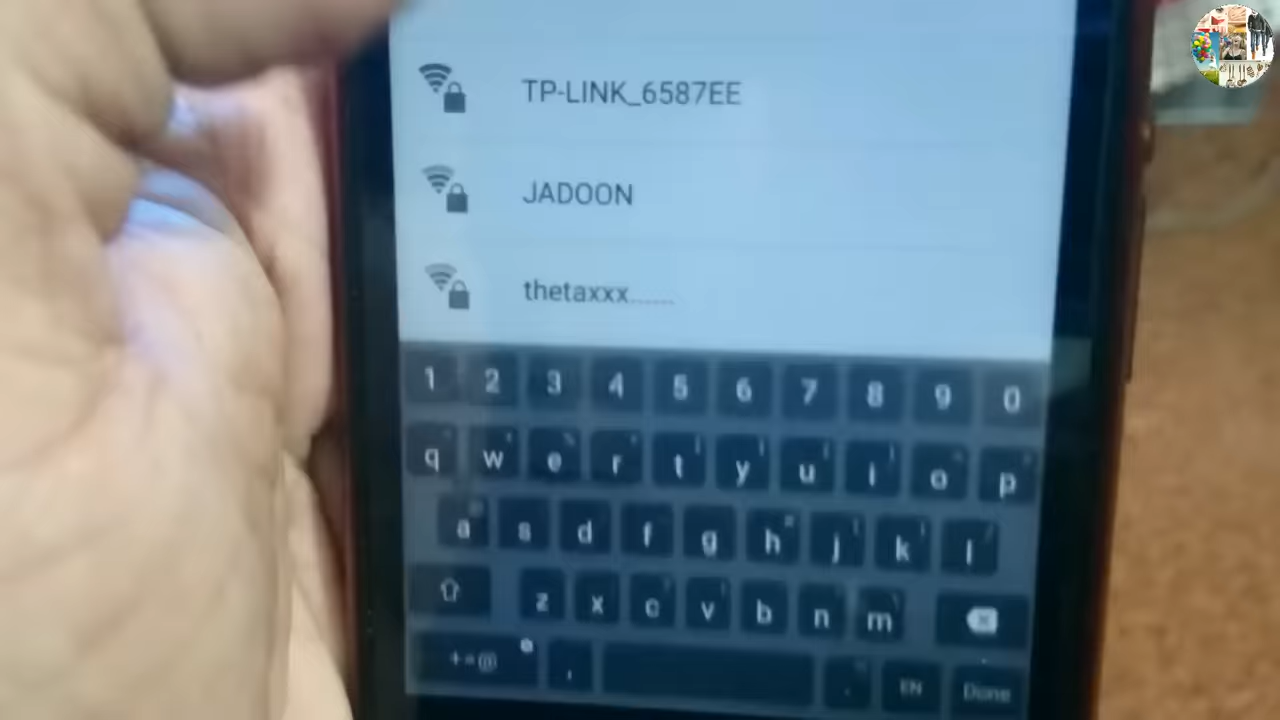 TP-LINK_6587EE
JADOON
thetaxxx......
1 2 3 4 5 6 7 8 9 0
q w e r t y u i o p
a s d f g h j k l
z x c v b n m
+=@ , . EN Done